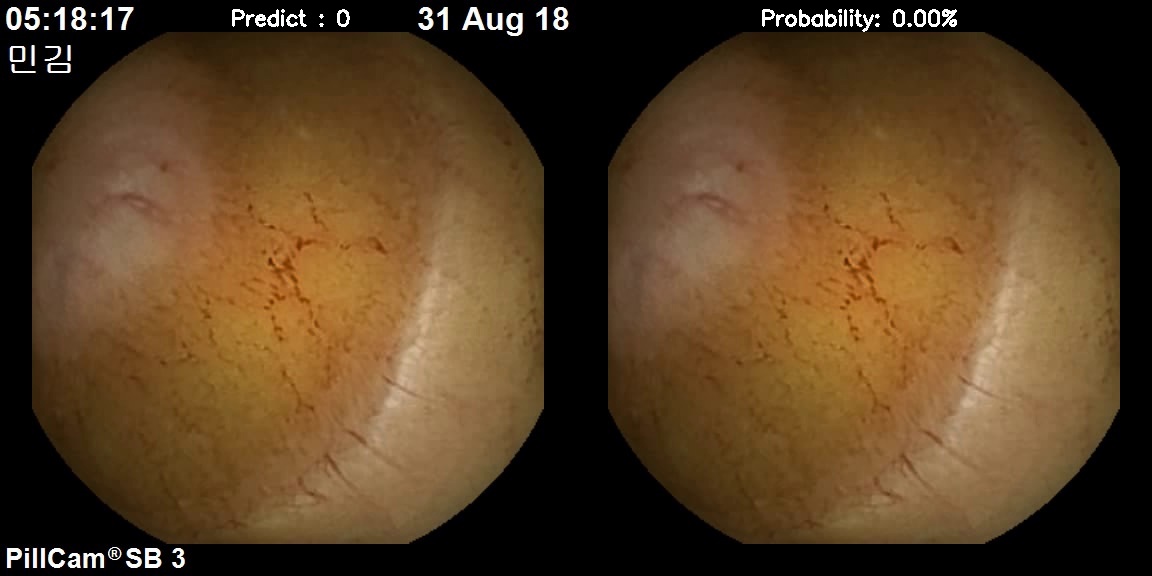 05:18:17
Predict : 0
31 Aug 18
Probability: 0.00%
민김
PillCam® SB 3